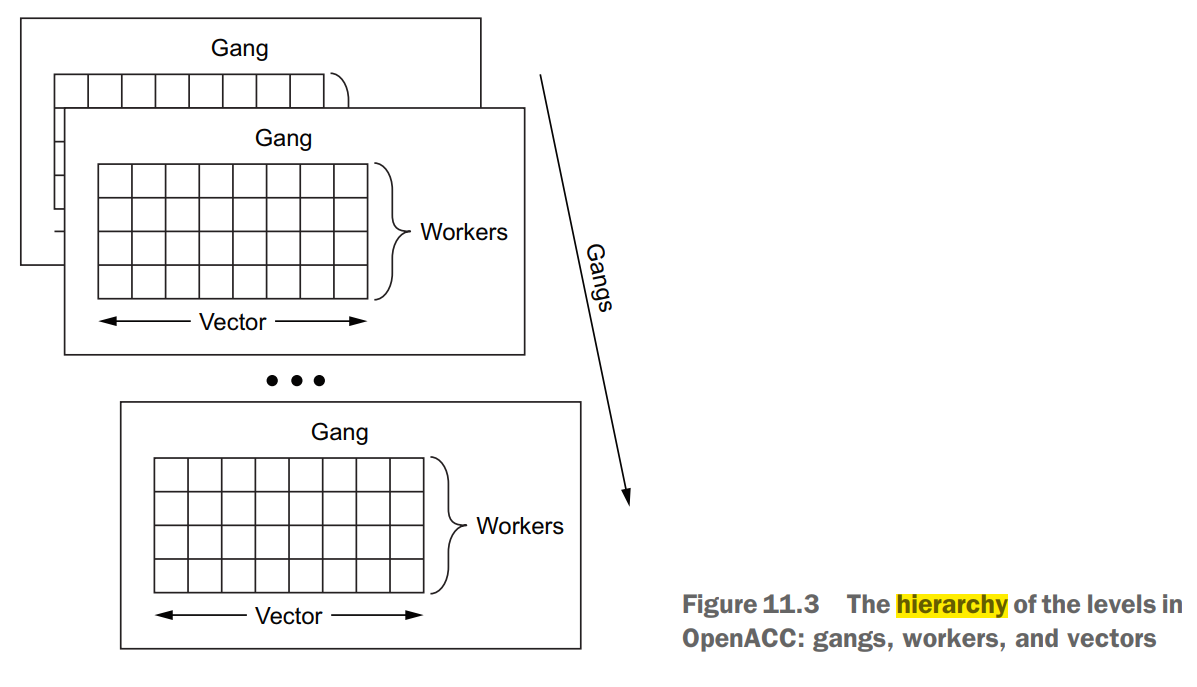 Gang
Gang
Workers
Vector
Gangs
Gang
Workers
Vector
Figure 11.3 The hierarchy of the levels in
OpenACC: gangs, workers, and vectors